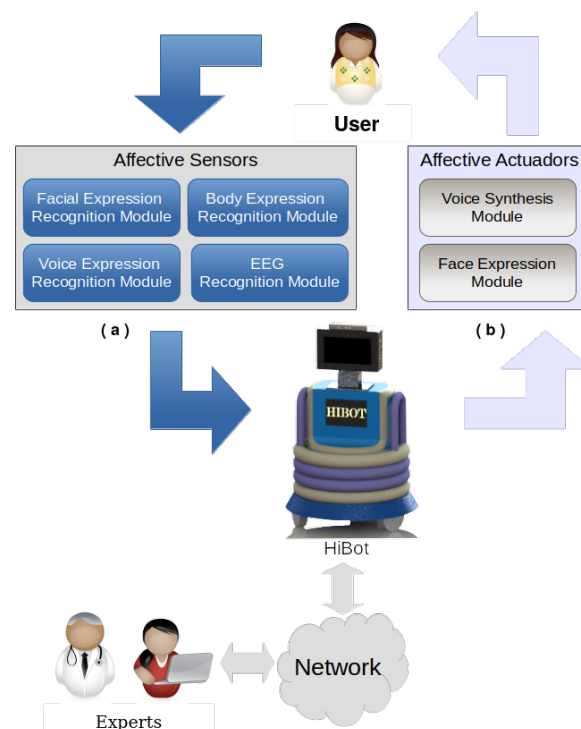 User
Affective Sensors
Facial Expression
Recognition Module
Body Expression
Recognition Module
Voice Expression
Recognition Module
EEG
Recognition Module
( a )
Affective Actuadors
Voice Synthesis
Module
Face Expression
Module
( b )
HIBOT
HiBot
Network
Experts